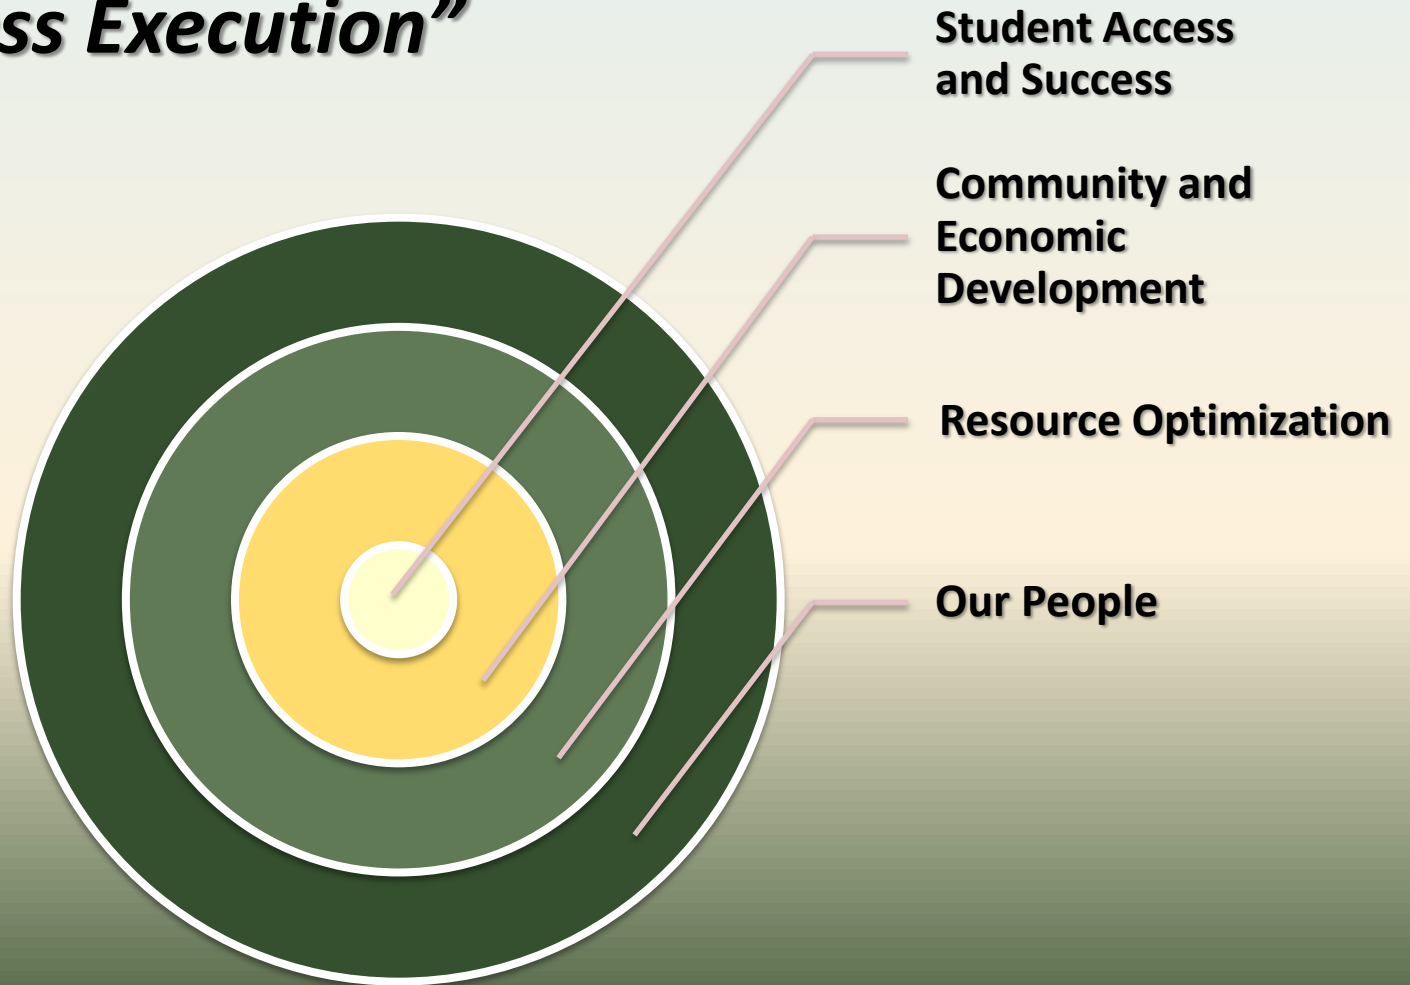 ss Execution”
Student Access
and Success
Community and
Economic
Development
Resource Optimization
Our People